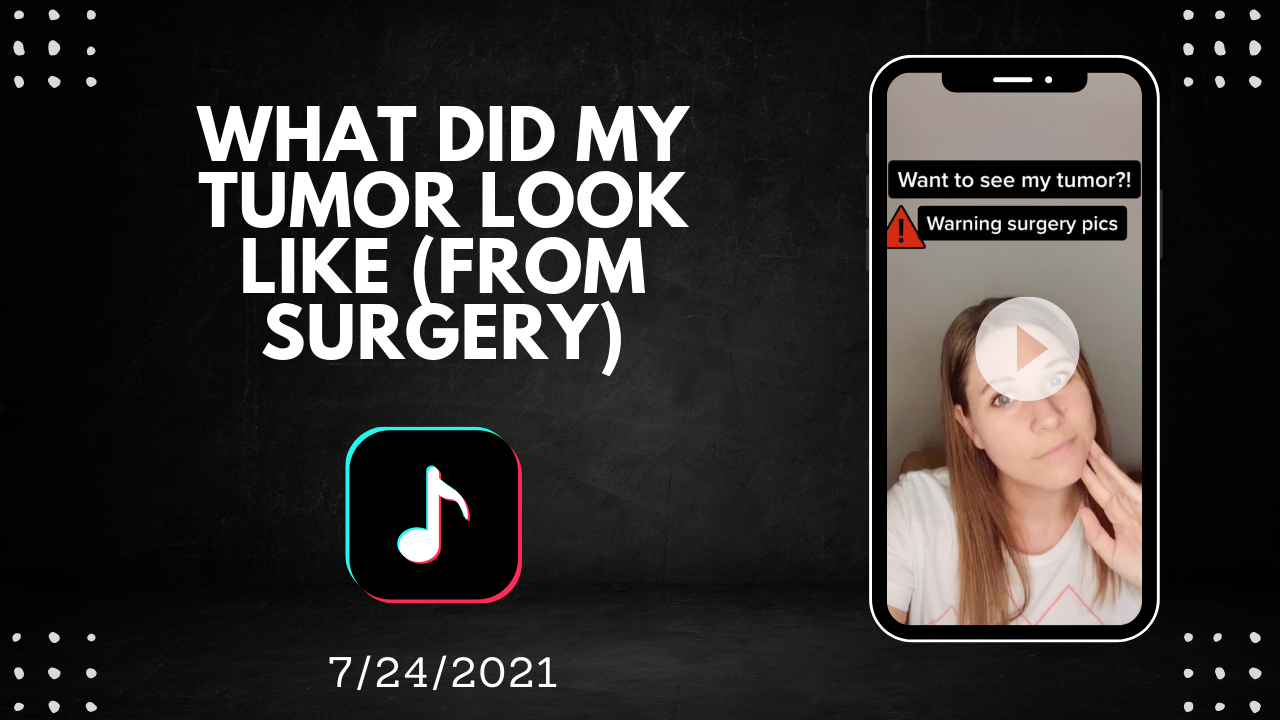 WHAT DID MY
TUMOR LOOK
LIKE (FROM
SURGERY)
7/24/2021
Want to see my tumor?!
Warning surgery pics